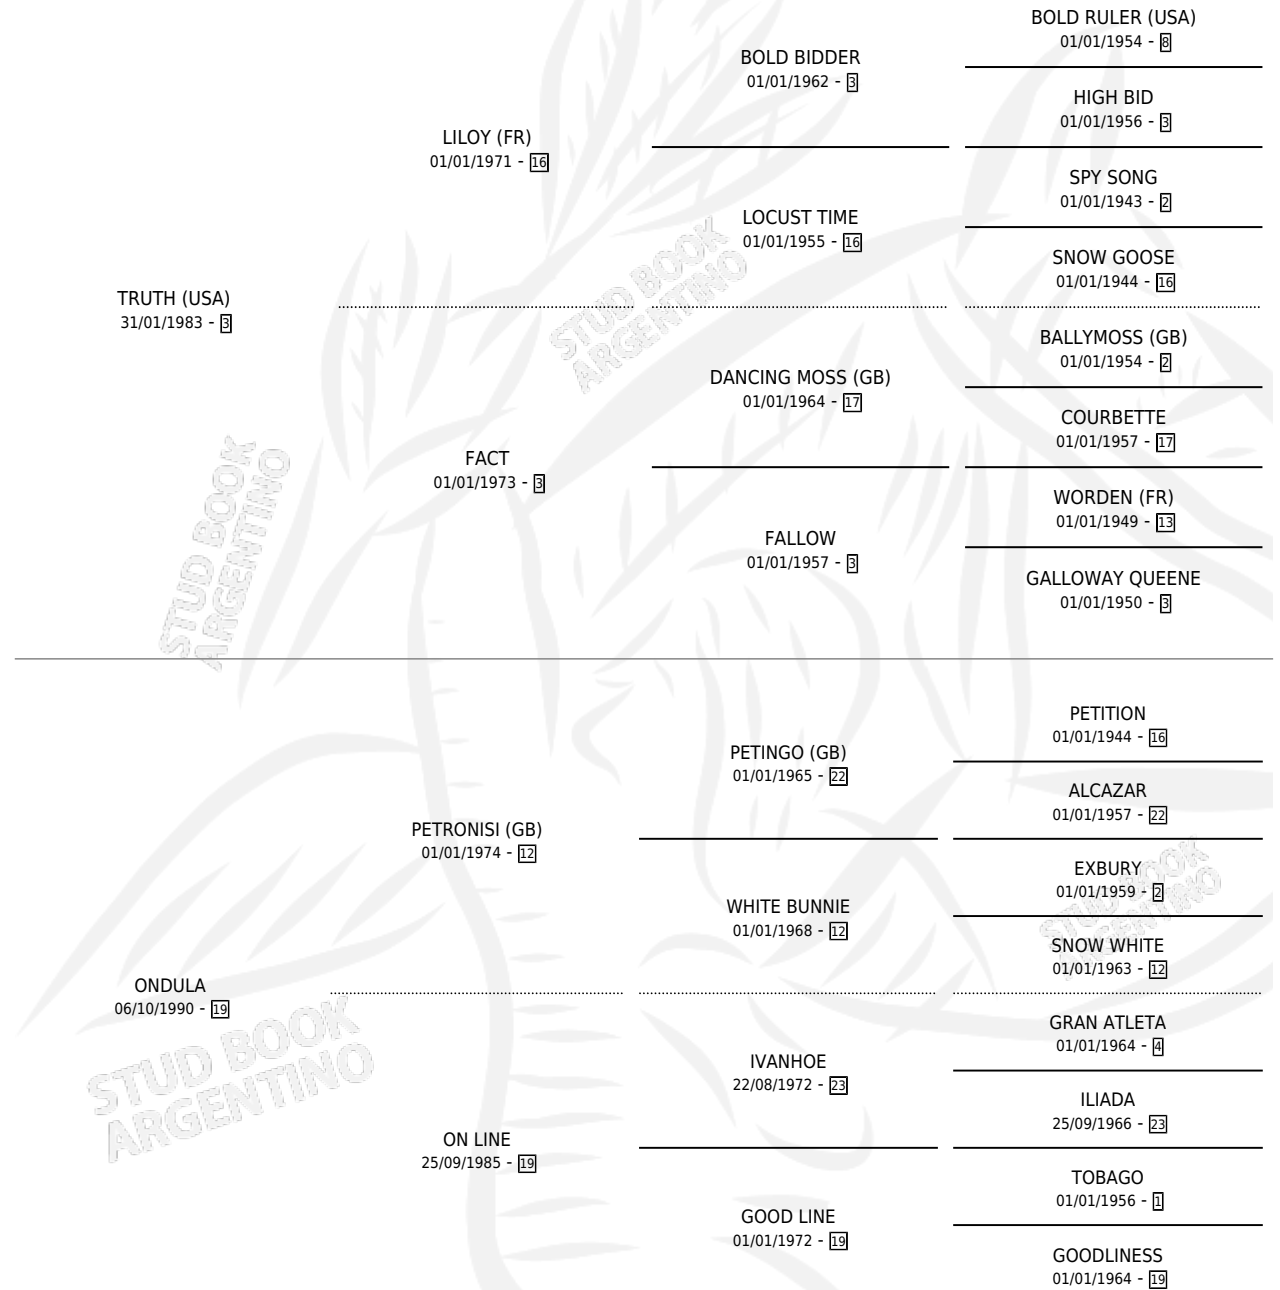 BOLD RULER (USA)
01/01/1954 - 8
BOLD BIDDER
01/01/1962 - 3
HIGH BID
01/01/1956 - 3
LILOY (FR)
01/01/1971 - 16
SPY SONG
01/01/1943 - 2
LOCUST TIME
01/01/1955 - 16
SNOW GOOSE
01/01/1944 - 16
TRUTH (USA)
31/01/1983 - 3
BALLYMOSS (GB)
01/01/1954 - 2
DANCING MOSS (GB)
01/01/1964 - 17
COURBETTE
01/01/1957 - 17
FACT
01/01/1973 - 3
WORDEN (FR)
01/01/1949 - 13
FALLOW
01/01/1957 - 3
GALLOWAY QUEENE
01/01/1950 - 3
STUD BOOK
ARGENTINO
STUD BOOK
ARGENTINO
PETITION
01/01/1944 - 16
PETINGO (GB)
01/01/1965 - 22
ALCAZAR
01/01/1957 - 22
PETRONISI (GB)
01/01/1974 - 12
EXBURY
01/01/1959 - 2
WHITE BUNNIE
01/01/1968 - 12
SNOW WHITE
01/01/1963 - 12
STUD BOOK
ARGENTINO
ONDULA
06/10/1990 - 19
GRAN ATLETA
01/01/1964 - 4
IVANHOE
22/08/1972 - 23
ILIADA
25/09/1966 - 23
ON LINE
25/09/1985 - 19
TOBAGO
01/01/1956 - 1
GOOD LINE
01/01/1972 - 19
GOODLINESS
01/01/1964 - 19
STUD BOOK
ARGENTINO